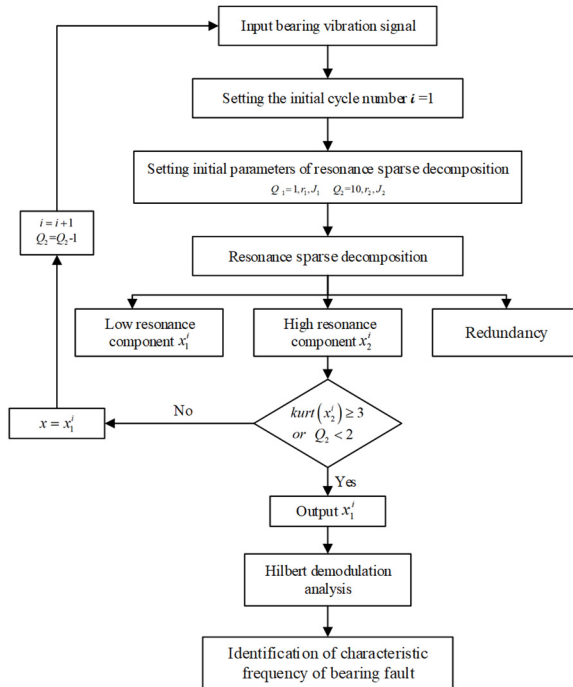 Input bearing vibration signal
Setting the initial cycle number i =1
Setting initial parameters of resonance sparse decomposition
Q₁=1, r₁, J₁ Q₂=10, r₂, J₂
i = i +1
Q₂=Q₂-1
Resonance sparse decomposition
Low resonance
component x₁ⁱ
High resonance
component x₂ⁱ
Redundancy
x = x₁ⁱ
No
kurt(x₂ⁱ) ≥ 3
or Q₂ < 2
Yes
Output x₁ⁱ
Hilbert demodulation
analysis
Identification of characteristic
frequency of bearing fault